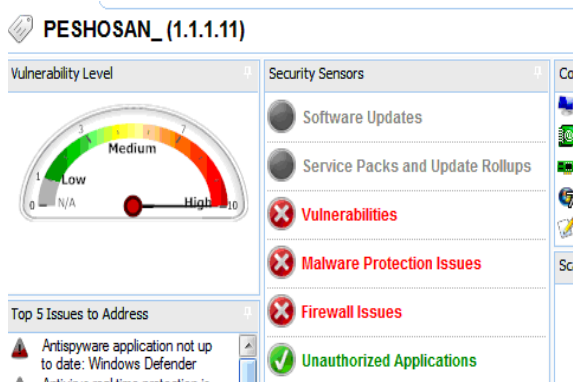 PESHOSAN_ (1.1.1.11)
Vulnerability Level
Security Sensors
Co
0
1
3
7
10
N/A
Low
Medium
High
Software Updates
Service Packs and Update Rollups
Vulnerabilities
Malware Protection Issues
Sc
Firewall Issues
Unauthorized Applications
Top 5 Issues to Address
Antispyware application not up
to date: Windows Defender